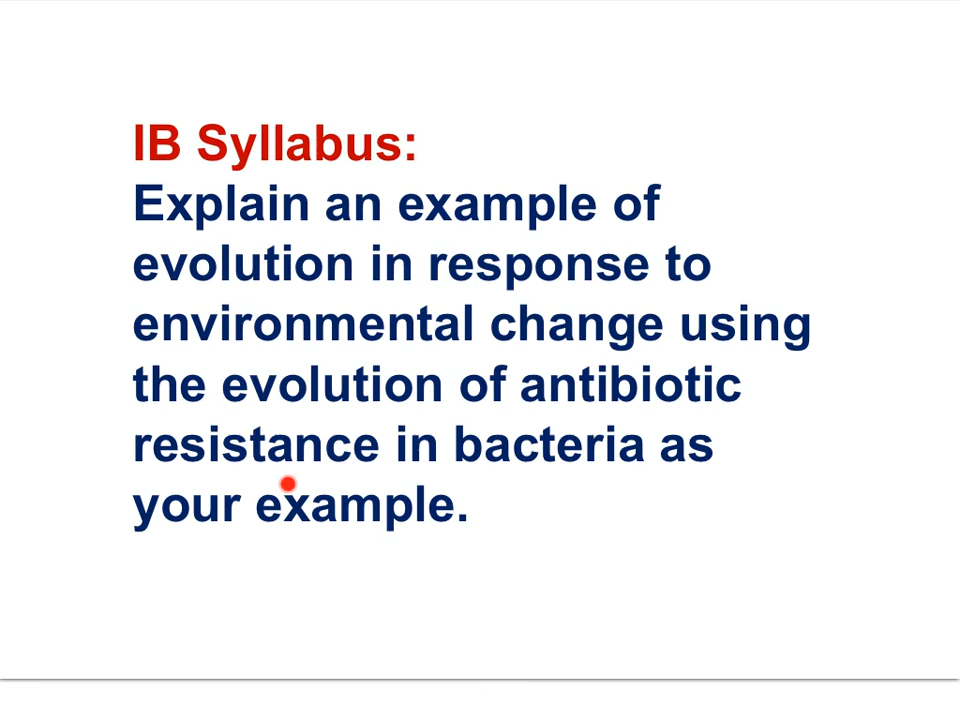 IB Syllabus:
Explain an example of
evolution in response to
environmental change using
the evolution of antibiotic
resistance in bacteria as
your example.